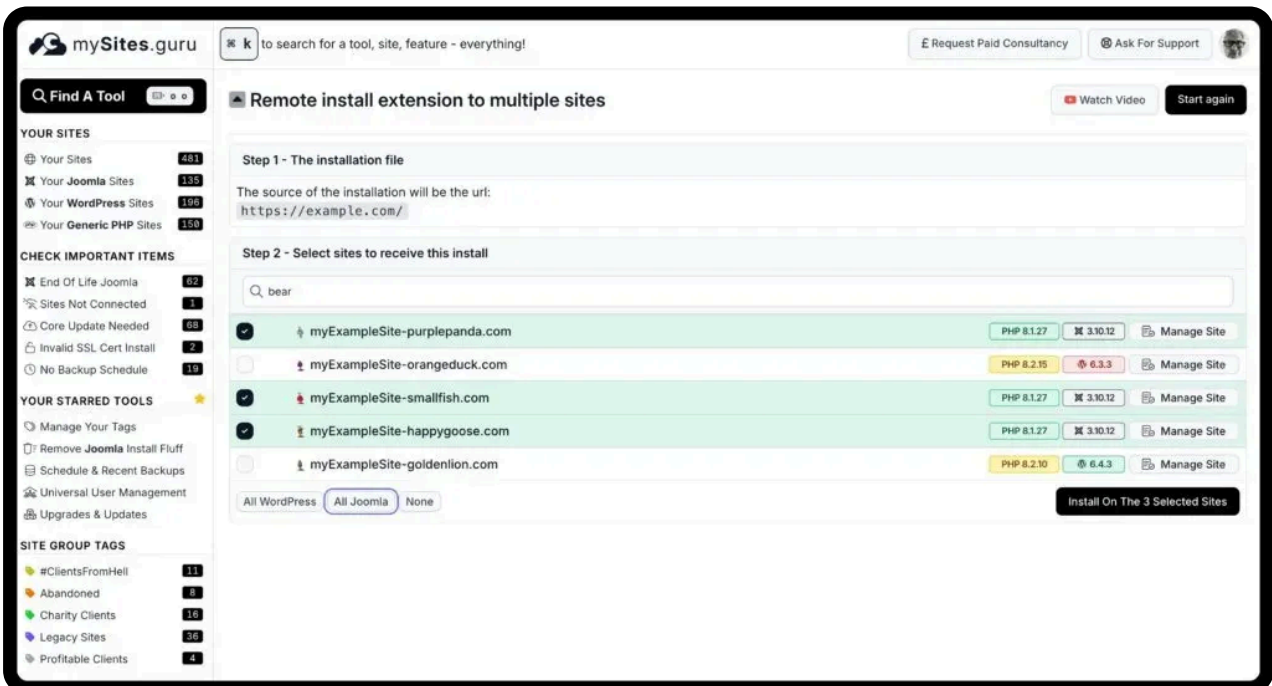 mySites.guru
⌘ k to search for a tool, site, feature - everything!
£ Request Paid Consultancy
Ask For Support
Find A Tool
YOUR SITES
Your Sites 481
Your Joomla Sites 135
Your WordPress Sites 196
Your Generic PHP Sites 150
CHECK IMPORTANT ITEMS
End Of Life Joomla 62
Sites Not Connected 1
Core Update Needed 68
Invalid SSL Cert Install 2
No Backup Schedule 19
YOUR STARRED TOOLS
Manage Your Tags
Remove Joomla Install Fluff
Schedule & Recent Backups
Universal User Management
Upgrades & Updates
SITE GROUP TAGS
#ClientsFromHell 11
Abandoned 8
Charity Clients 16
Legacy Sites 36
Profitable Clients 4
Remote install extension to multiple sites
Watch Video
Start again
Step 1 - The installation file
The source of the installation will be the url:
https://example.com/
Step 2 - Select sites to receive this install
bear
myExampleSite-purplepanda.com PHP 8.1.27 3.10.12 Manage Site
myExampleSite-orangeduck.com PHP 8.2.15 6.3.3 Manage Site
myExampleSite-smallfish.com PHP 8.1.27 3.10.12 Manage Site
myExampleSite-happygoose.com PHP 8.1.27 3.10.12 Manage Site
myExampleSite-goldenlion.com PHP 8.2.10 6.4.3 Manage Site
All WordPress All Joomla None
Install On The 3 Selected Sites